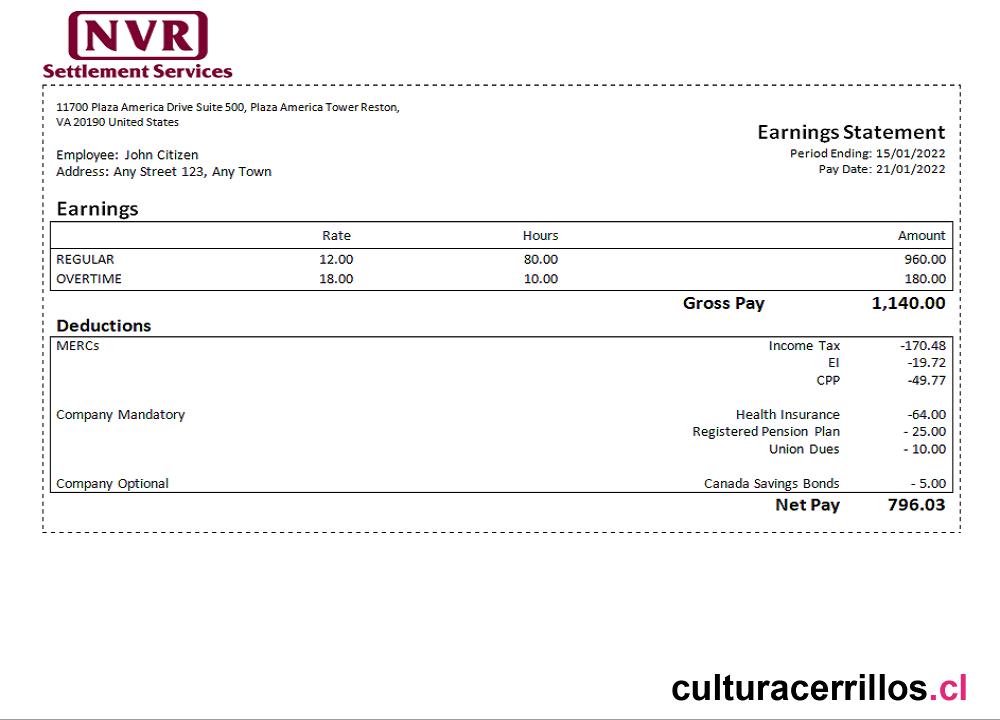 NVR
Settlement Services
11700 Plaza America Drive Suite 500, Plaza America Tower Reston,
VA 20190 United States
Earnings Statement
Period Ending: 15/01/2022
Pay Date: 21/01/2022
Employee: John Citizen
Address: Any Street 123, Any Town
Earnings
Rate Hours Amount
REGULAR 12.00 80.00 960.00
OVERTIME 18.00 10.00 180.00
Gross Pay 1,140.00
Deductions
MERCs Income Tax -170.48
EI -19.72
CPP -49.77
Company Mandatory Health Insurance -64.00
Registered Pension Plan - 25.00
Union Dues - 10.00
Company Optional Canada Savings Bonds - 5.00
Net Pay 796.03
culturacerrillos.cl